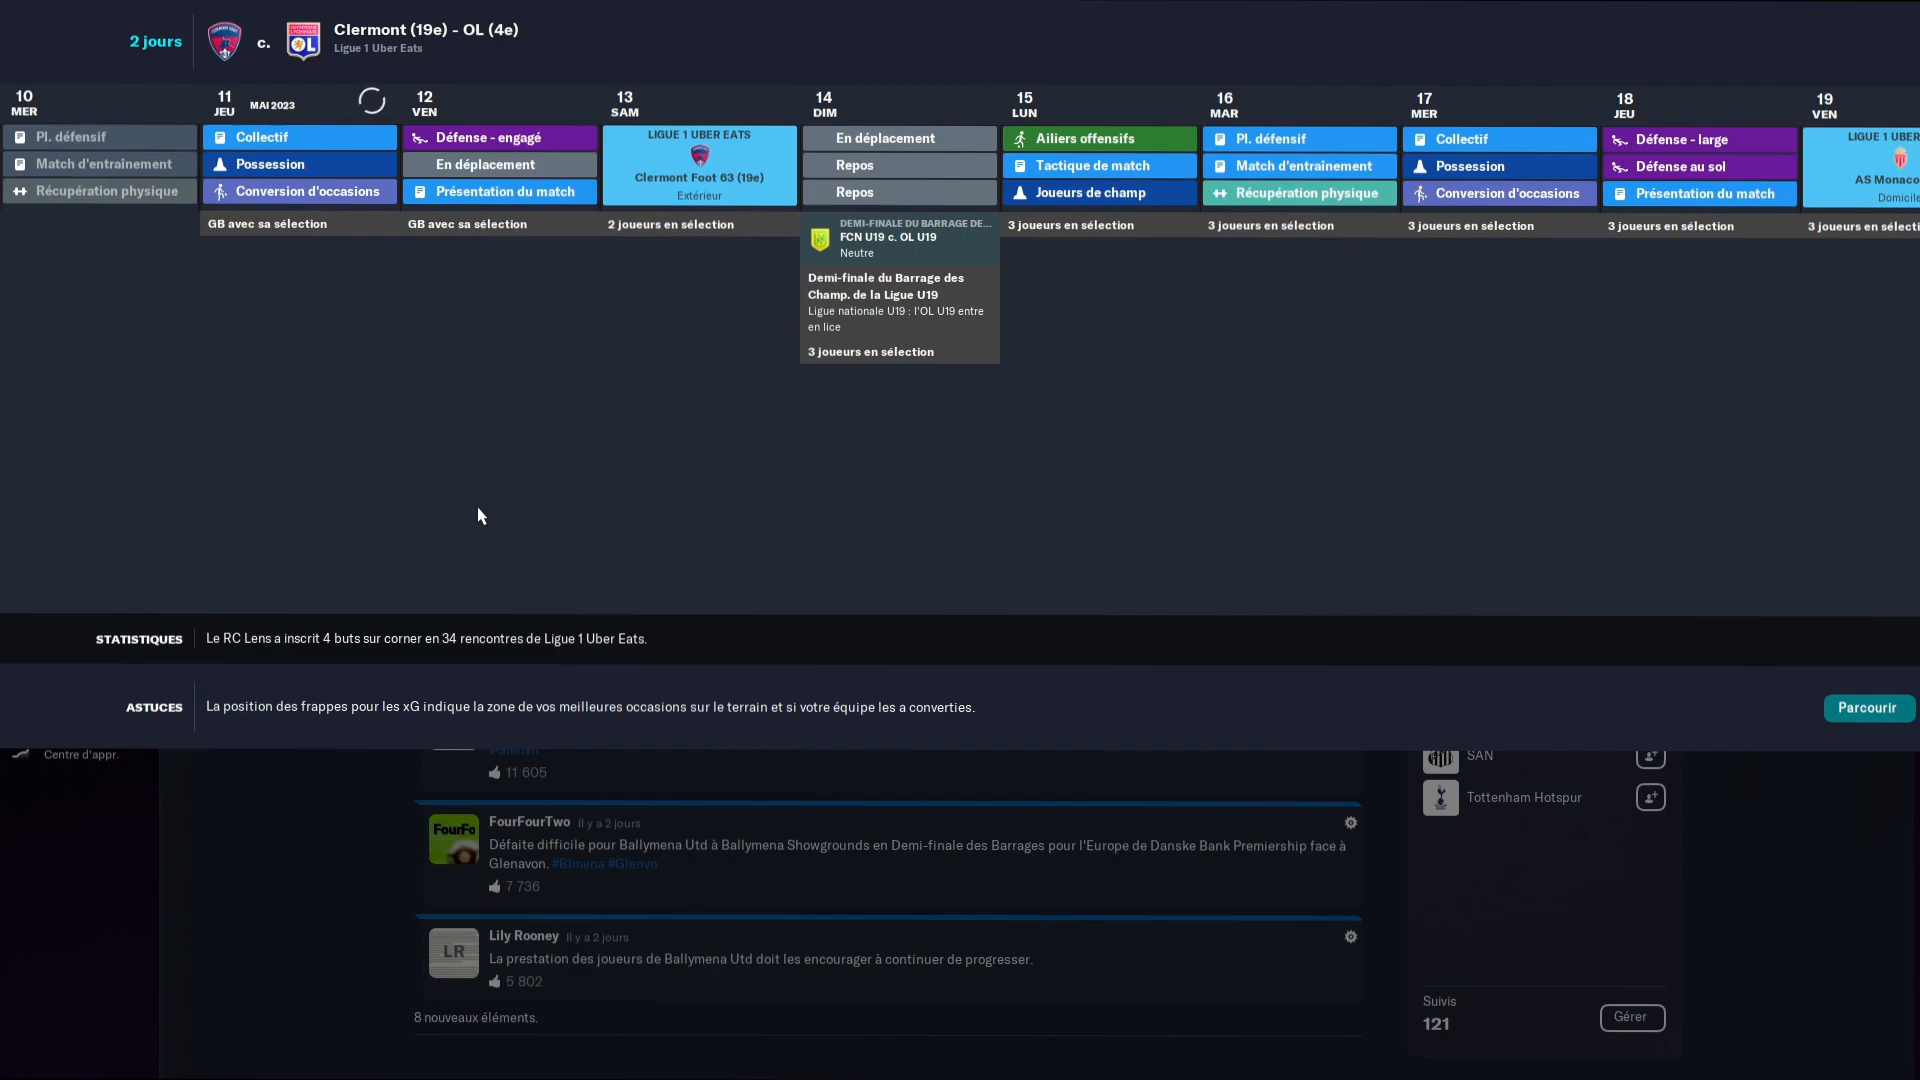 2 jours
c.
Clermont (19e) - OL (4e)
Ligue 1 Uber Eats
10
MER
Pl. défensif
Match d'entraînement
Récupération physique
11
JEU
MAI 2023
Collectif
Possession
Conversion d'occasions
GB avec sa sélection
12
VEN
Défense - engagé
En déplacement
Présentation du match
GB avec sa sélection
13
SAM
LIGUE 1 UBER EATS
Clermont Foot 63 (19e)
Extérieur
2 joueurs en sélection
14
DIM
En déplacement
Repos
Repos
DEMI-FINALE DU BARRAGE DE...
FCN U19 c. OL U19
Neutre
Demi-finale du Barrage des
Champ. de la Ligue U19
Ligue nationale U19 : l'OL U19 entre
en lice
3 joueurs en sélection
15
LUN
Ailiers offensifs
Tactique de match
Joueurs de champ
3 joueurs en sélection
16
MAR
Pl. défensif
Match d'entraînement
Récupération physique
3 joueurs en sélection
17
MER
Collectif
Possession
Conversion d'occasions
3 joueurs en sélection
18
JEU
Défense - large
Défense au sol
Présentation du match
3 joueurs en sélection
19
VEN
LIGUE 1 UBER
AS Monaco
Domicile
3 joueurs en sélecti
STATISTIQUES
Le RC Lens a inscrit 4 buts sur corner en 34 rencontres de Ligue 1 Uber Eats.
ASTUCES
La position des frappes pour les xG indique la zone de vos meilleures occasions sur le terrain et si votre équipe les a converties.
Parcourir
Centre d'appr.
#Glenvn
11 605
FourFo
FourFourTwo Il y a 2 jours
Défaite difficile pour Ballymena Utd à Ballymena Showgrounds en Demi-finale des Barrages pour l'Europe de Danske Bank Premiership face à
Glenavon. #Blmena #Glenvn
7 736
LR
Lily Rooney Il y a 2 jours
La prestation des joueurs de Ballymena Utd doit les encourager à continuer de progresser.
5 802
8 nouveaux éléments.
SAN
Tottenham Hotspur
Suivis
121
Gérer